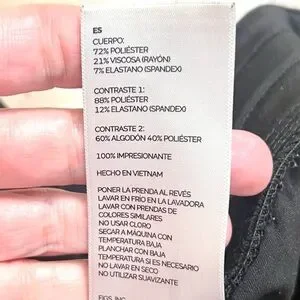 ES
CUERPO:
72% POLIÉSTER
21% VISCOSA (RAYÓN)
7% ELASTANO (SPANDEX)
CONTRASTE 1:
88% POLIÉSTER
12% ELASTANO (SPANDEX)
CONTRASTE 2:
60% ALGODÓN 40% POLIÉSTER
100% IMPRESIONANTE
HECHO EN VIETNAM
PONER LA PRENDA AL REVÉS
LAVAR EN FRÍO EN LA LAVADORA
LAVAR CON PRENDAS DE
COLORES SIMILARES
NO USAR CLORO
SECAR A MÁQUINA CON
TEMPERATURA BAJA
PLANCHAR CON BAJA
TEMPERATURA SI ES NECESARIO
NO LAVAR EN SECO
NO UTILIZAR SUAVIZANTE
FIGS, INC.